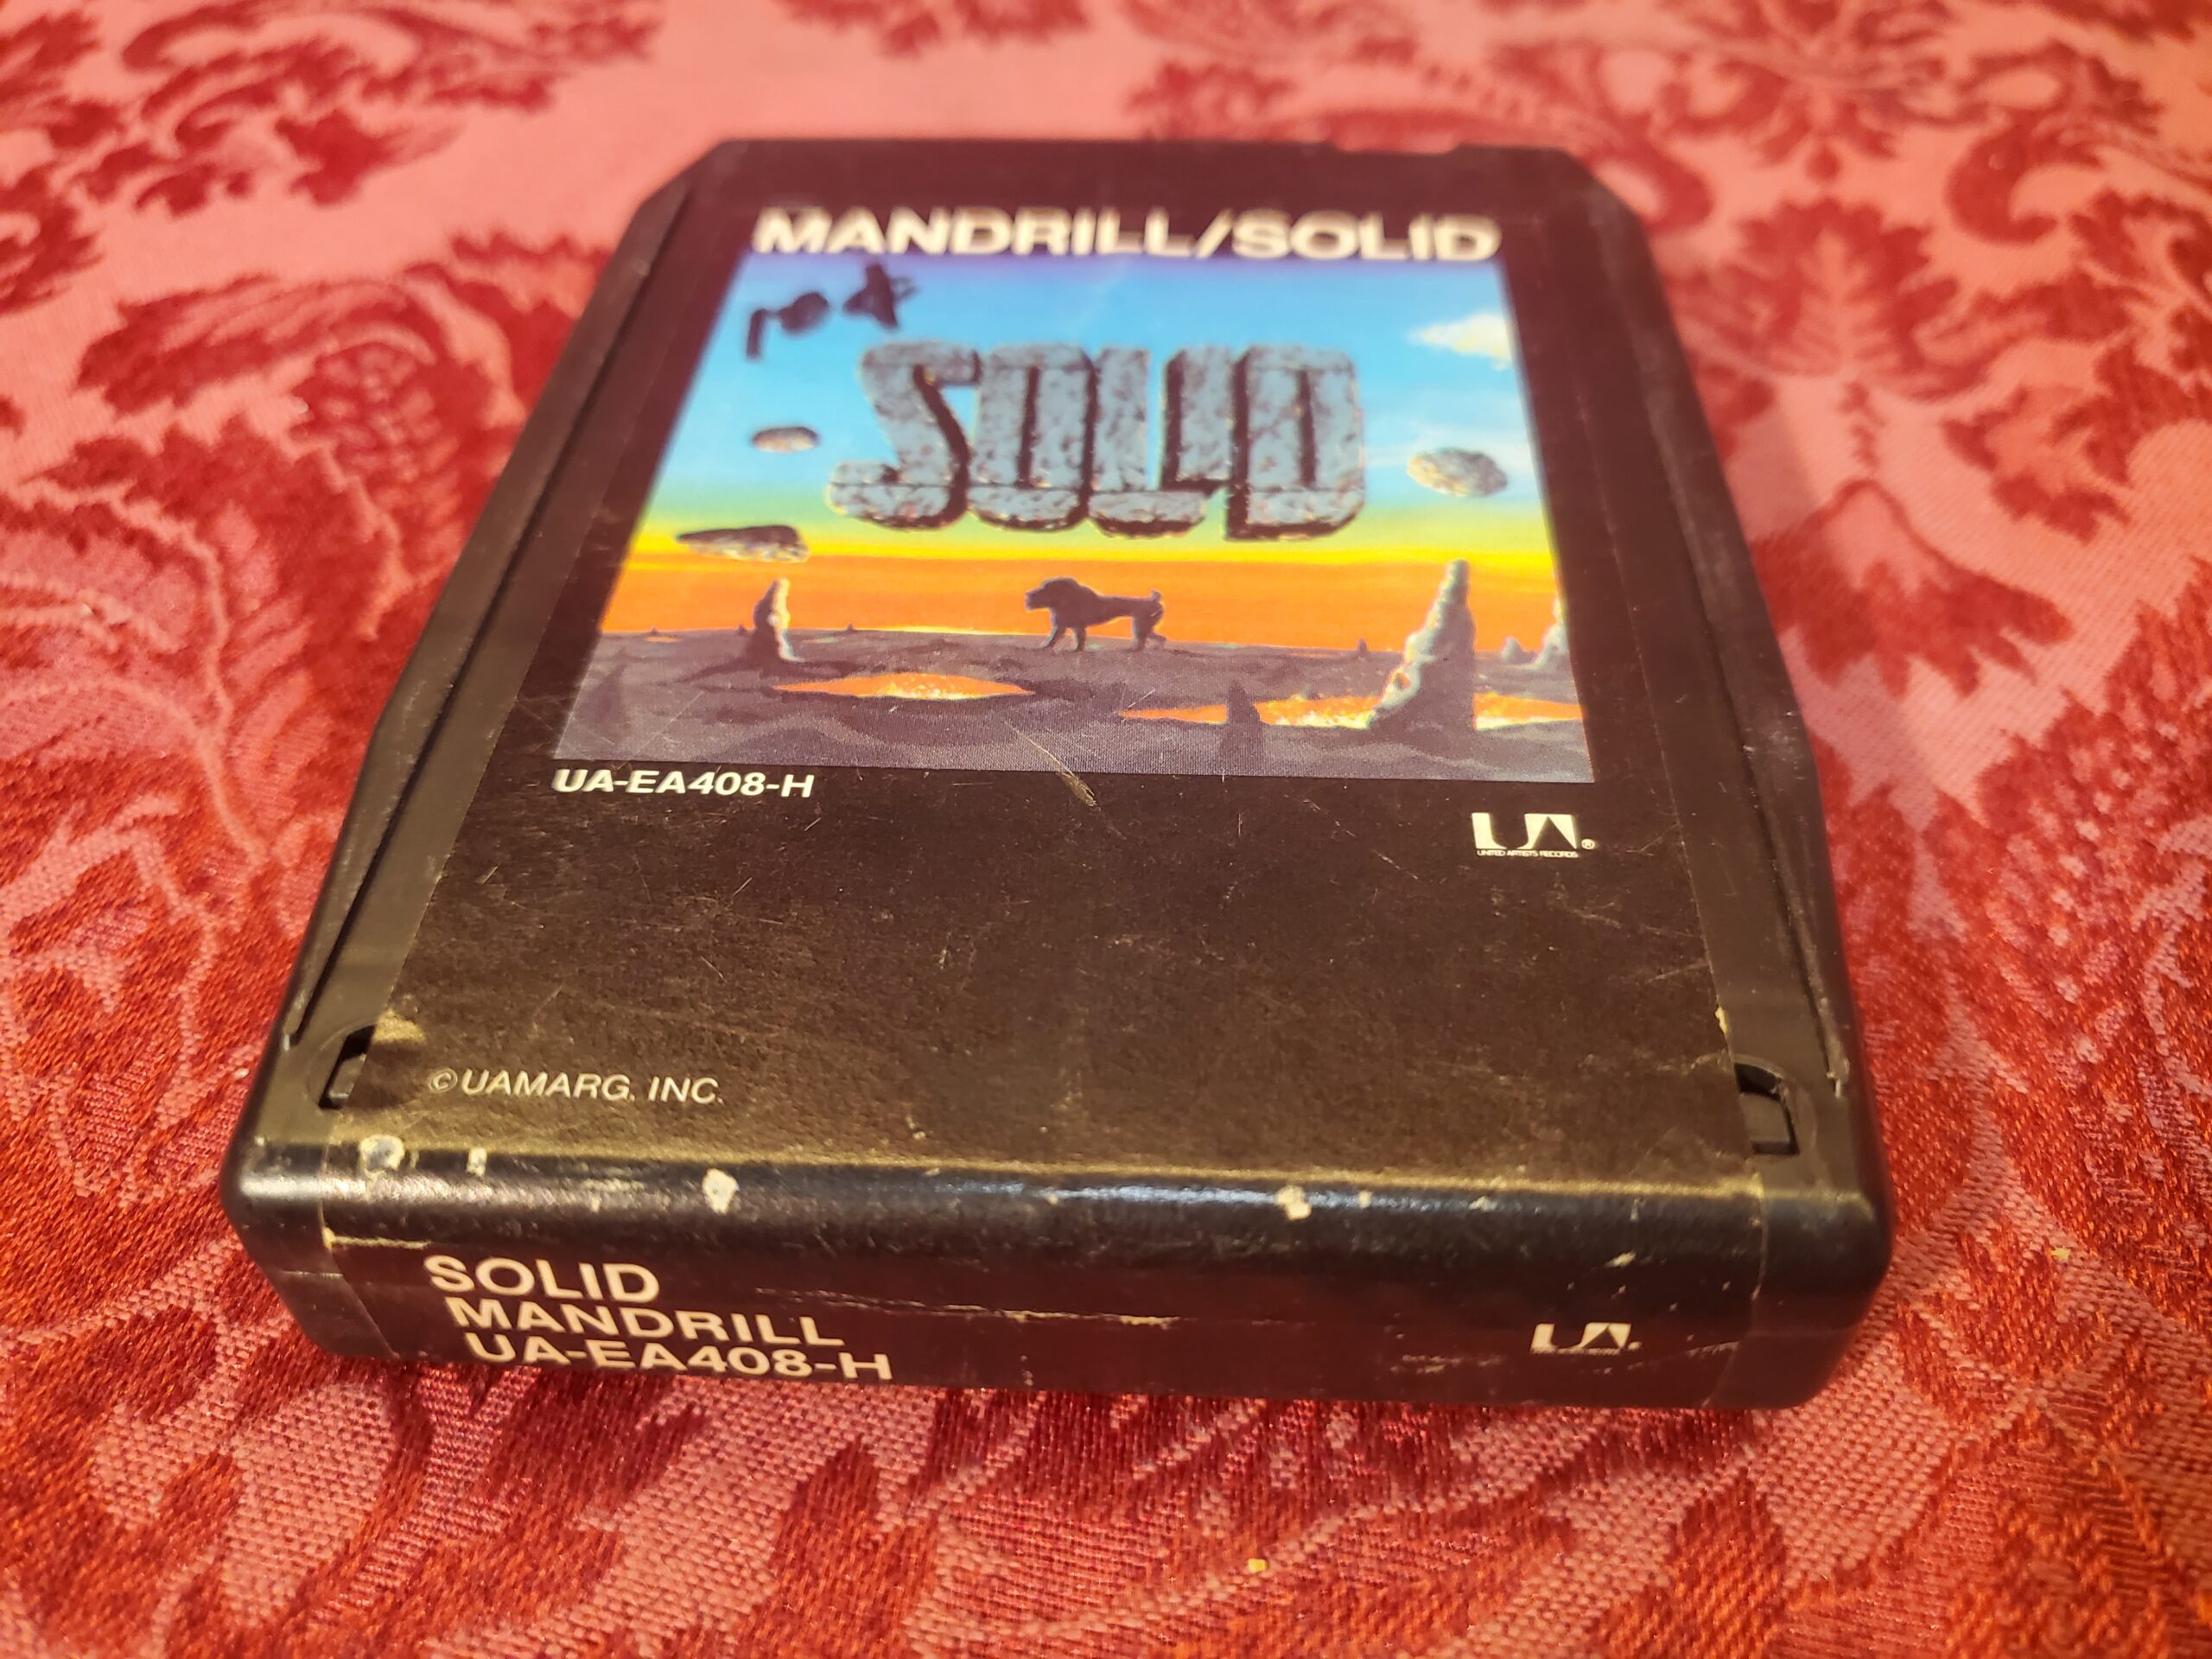 MANDRILL/SOLID
SOLID
UA-EA408-H
UA®
UNITED ARTISTS RECORDS
©UAMARG, INC.
SOLID
MANDRILL
UA-EA408-H
UA